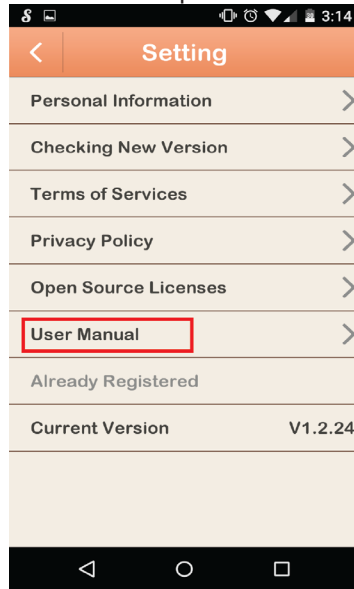 3:14
Setting
Personal Information
Checking New Version
Terms of Services
Privacy Policy
Open Source Licenses
User Manual
Already Registered
Current Version V1.2.24